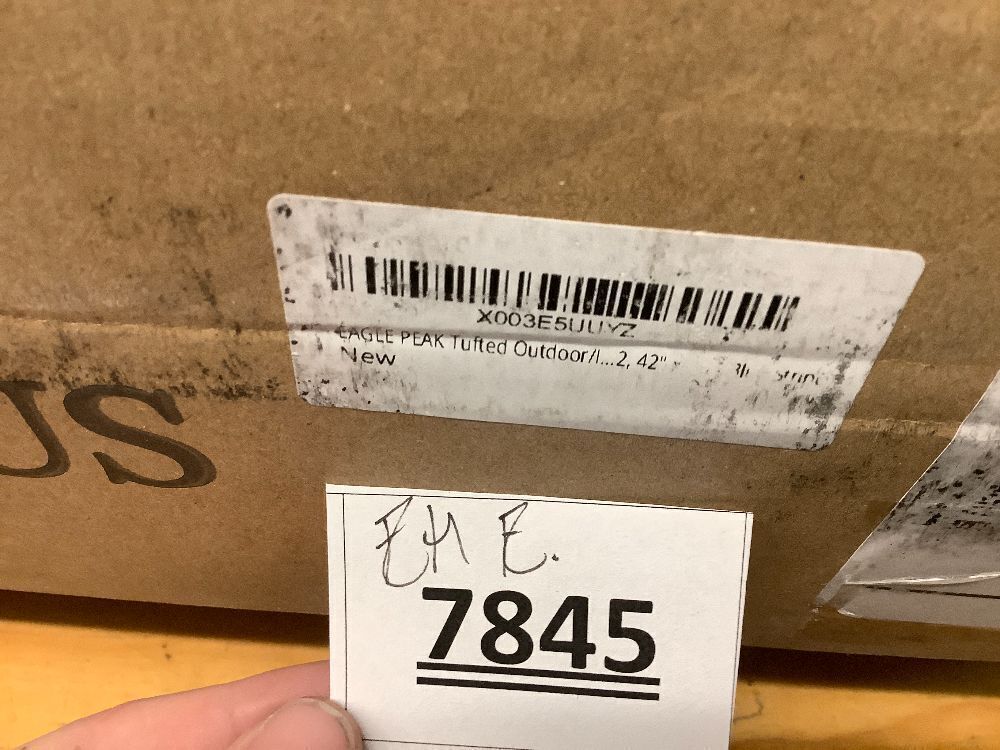 X003E5UUYZ
EAGLE PEAK Tufted Outdoor/I...2, 42"
New
US
E.
7845